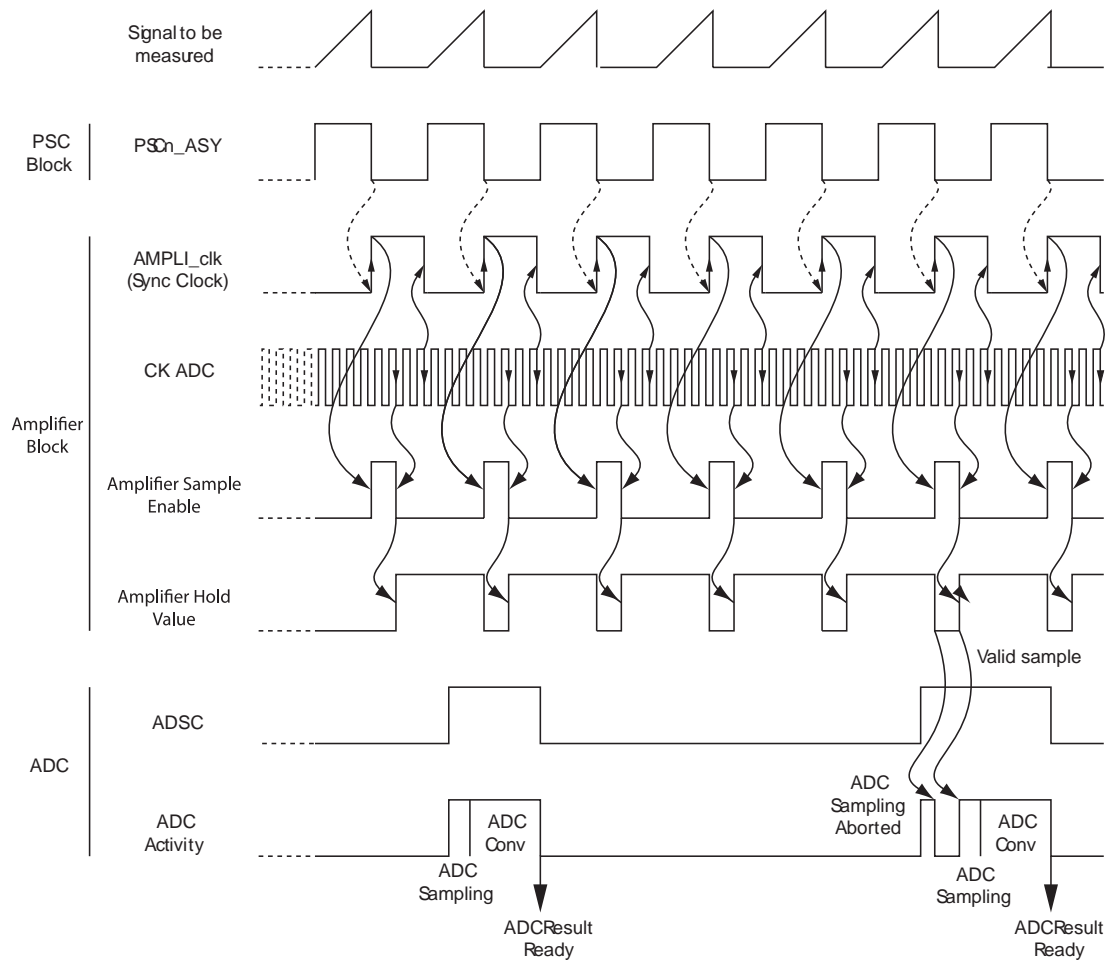 Signal to be
measured
PSC
Block
PSCn_ASY
AMPLI_clk
(Sync Clock)
CK ADC
Amplifier
Block
Amplifier Sample
Enable
Amplifier Hold
Value
Valid sample
ADSC
ADC
ADC
Sampling
Aborted
ADC
Activity
ADC
Conv
ADC
Conv
ADC
Sampling
ADC
Sampling
ADCResult
Ready
ADCResult
Ready